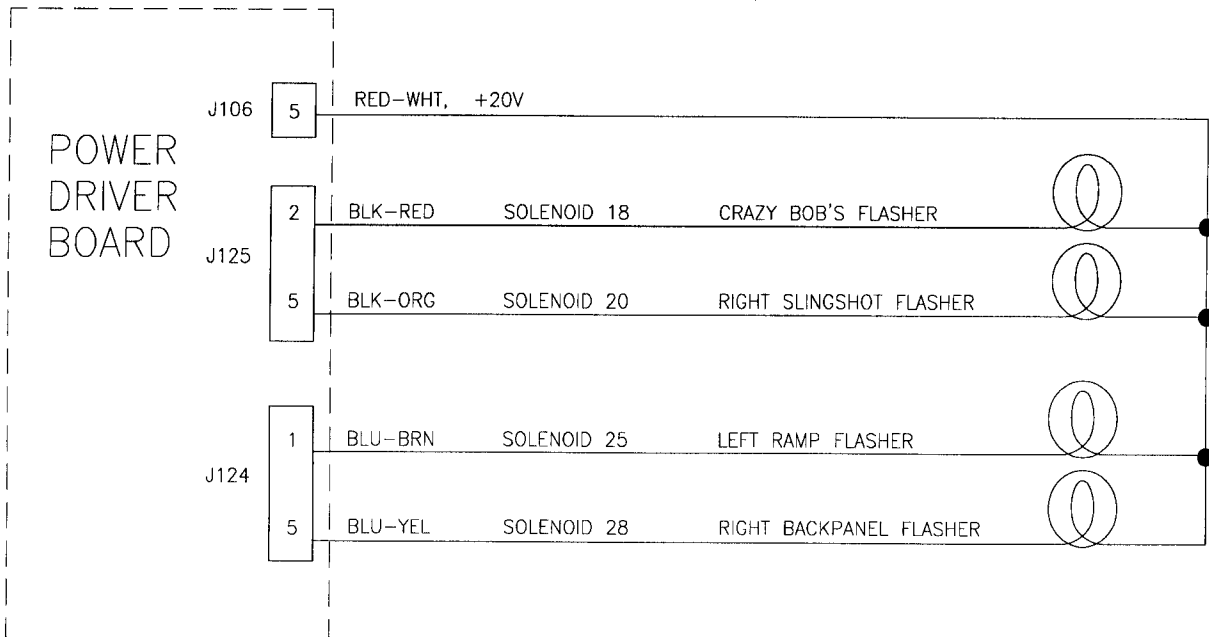 POWER
DRIVER
BOARD
J106 5 RED-WHT, +20V
J125
2 BLK-RED SOLENOID 18 CRAZY BOB'S FLASHER
5 BLK-ORG SOLENOID 20 RIGHT SLINGSHOT FLASHER
J124
1 BLU-BRN SOLENOID 25 LEFT RAMP FLASHER
5 BLU-YEL SOLENOID 28 RIGHT BACKPANEL FLASHER